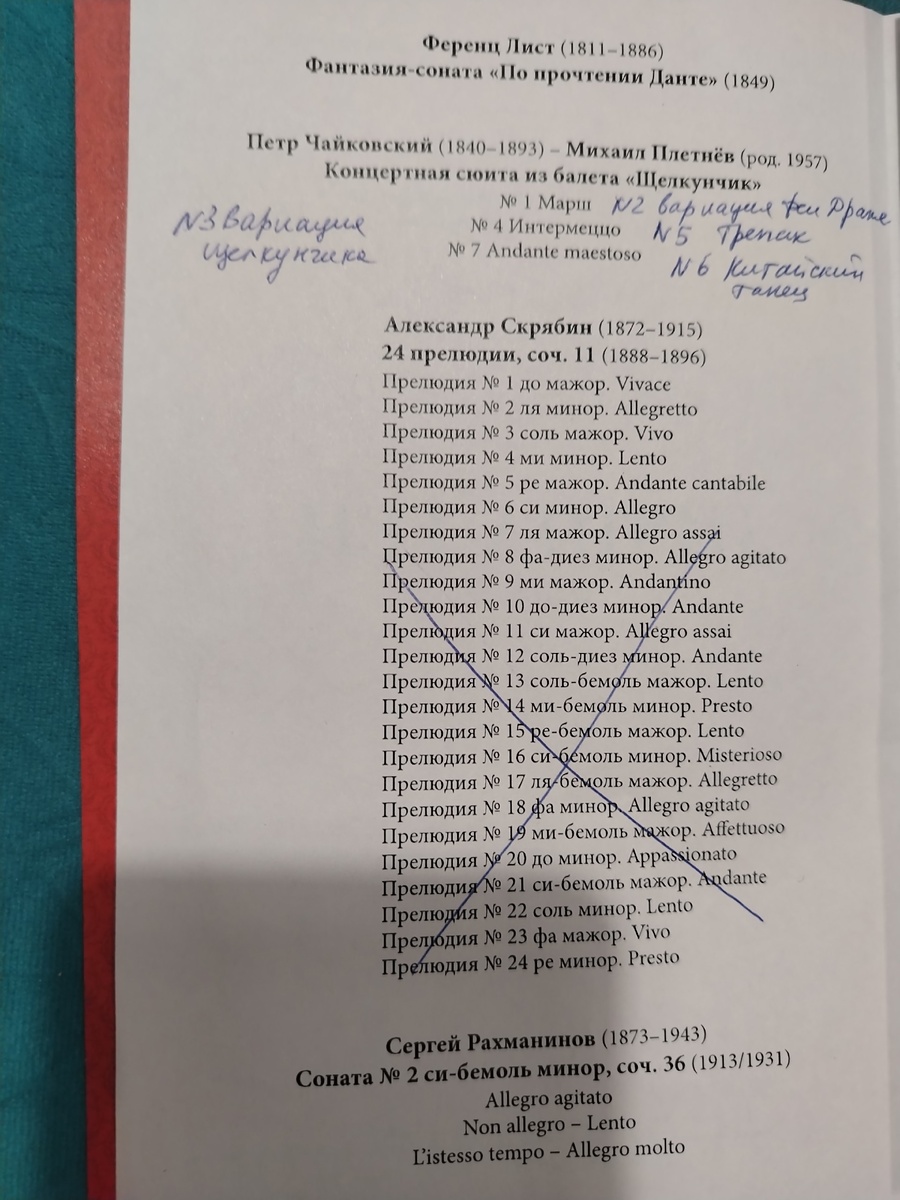 Ференц Лист (1811–1886)
Фантазия-соната «По прочтении Данте» (1849)
Петр Чайковский (1840–1893) – Михаил Плетнёв (род. 1957)
Концертная сюита из балета «Щелкунчик»
№ 1 Марш N2 вариация феи Драже
N3 Вариация
Щелкунчика
№ 4 Интермеццо N5 Трепак
№ 7 Andante maestoso N6 Китайский
танец
Александр Скрябин (1872–1915)
24 прелюдии, соч. 11 (1888–1896)
Прелюдия № 1 до мажор. Vivace
Прелюдия № 2 ля минор. Allegretto
Прелюдия № 3 соль мажор. Vivo
Прелюдия № 4 ми минор. Lento
Прелюдия № 5 ре мажор. Andante cantabile
Прелюдия № 6 си минор. Allegro
Прелюдия № 7 ля мажор. Allegro assai
Прелюдия № 8 фа-диез минор. Allegro agitato
Прелюдия № 9 ми мажор. Andantino
Прелюдия № 10 до-диез минор. Andante
Прелюдия № 11 си мажор. Allegro assai
Прелюдия № 12 соль-диез минор. Andante
Прелюдия № 13 соль-бемоль мажор. Lento
Прелюдия № 14 ми-бемоль минор. Presto
Прелюдия № 15 ре-бемоль мажор. Lento
Прелюдия № 16 си-бемоль минор. Misterioso
Прелюдия № 17 ля-бемоль мажор. Allegretto
Прелюдия № 18 фа минор. Allegro agitato
Прелюдия № 19 ми-бемоль мажор. Affettuoso
Прелюдия № 20 до минор. Appassionato
Прелюдия № 21 си-бемоль мажор. Andante
Прелюдия № 22 соль минор. Lento
Прелюдия № 23 фа мажор. Vivo
Прелюдия № 24 ре минор. Presto
Сергей Рахманинов (1873–1943)
Соната № 2 си-бемоль минор, соч. 36 (1913/1931)
Allegro agitato
Non allegro – Lento
L'istesso tempo – Allegro molto